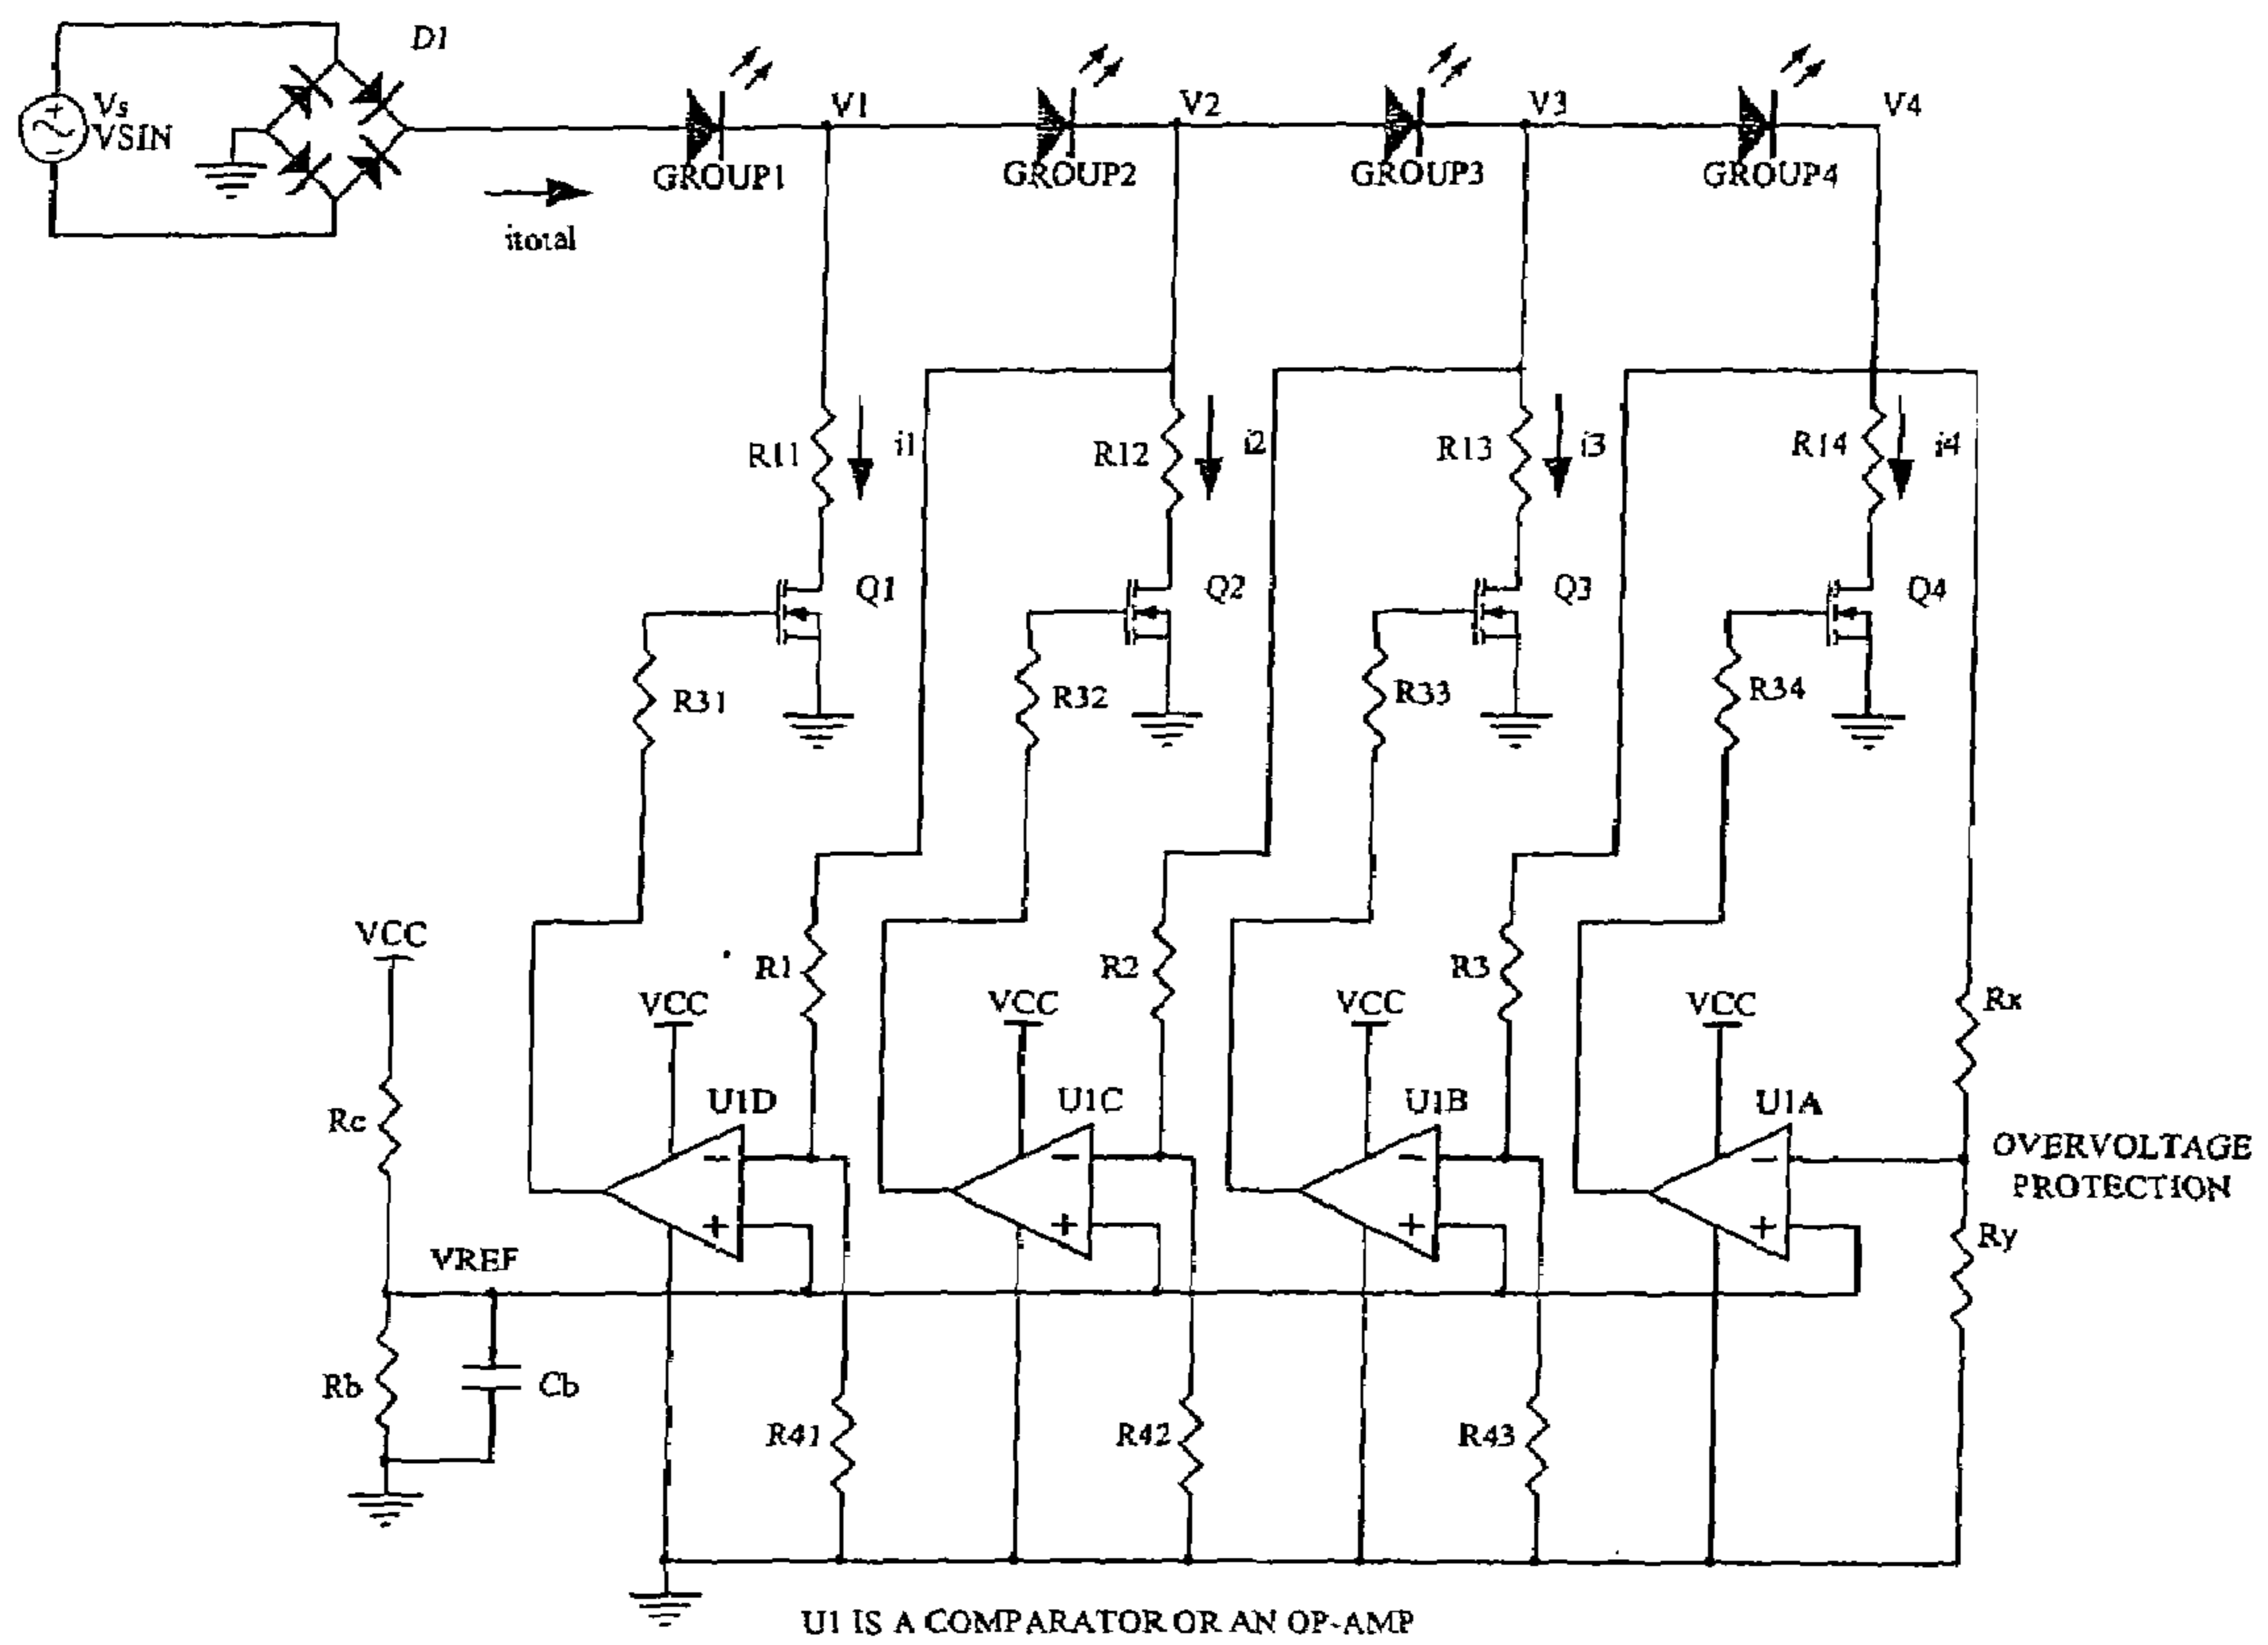 D1
Vs
VSIN
+
−
itotal
GROUP1
V1
GROUP2
V2
GROUP3
V3
GROUP4
V4
R11
i1
R12
i2
R13
i3
R14
i4
Q1
Q2
Q3
Q4
R31
R32
R33
R34
VCC
R1
R2
R3
Rx
VCC
VCC
VCC
VCC
Rc
U1D
U1C
U1B
U1A
−
+
−
+
−
+
−
+
OVERVOLTAGE
PROTECTION
Ry
VREF
Rb
Cb
R41
R42
R43
U1 IS A COMPARATOR OR AN OP-AMP